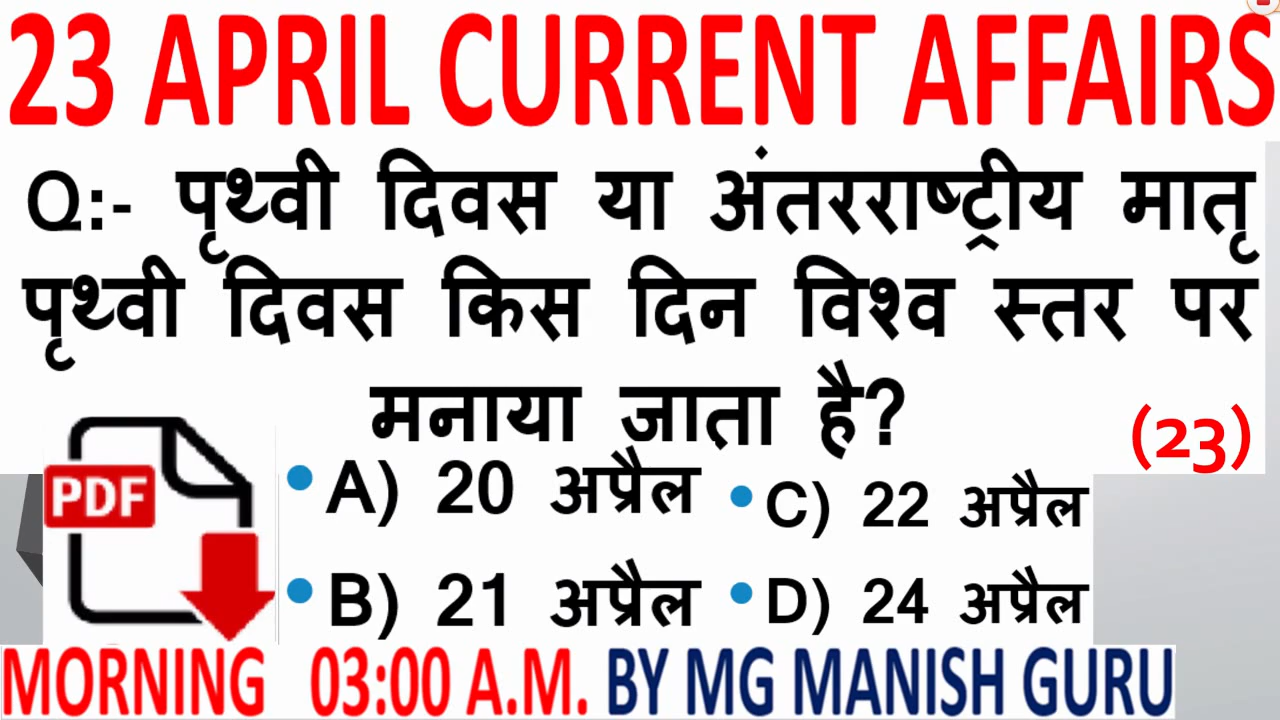 23 APRIL CURRENT AFFAIRS
Q:- पृथ्वी दिवस या अंतरराष्ट्रीय मातृ
पृथ्वी दिवस किस दिन विश्व स्तर पर
मनाया जाता है?
(23)
PDF
A) 20 अप्रैल
C) 22 अप्रैल
B) 21 अप्रैल
D) 24 अप्रैल
MORNING 03:00 A.M. BY MG MANISH GURU